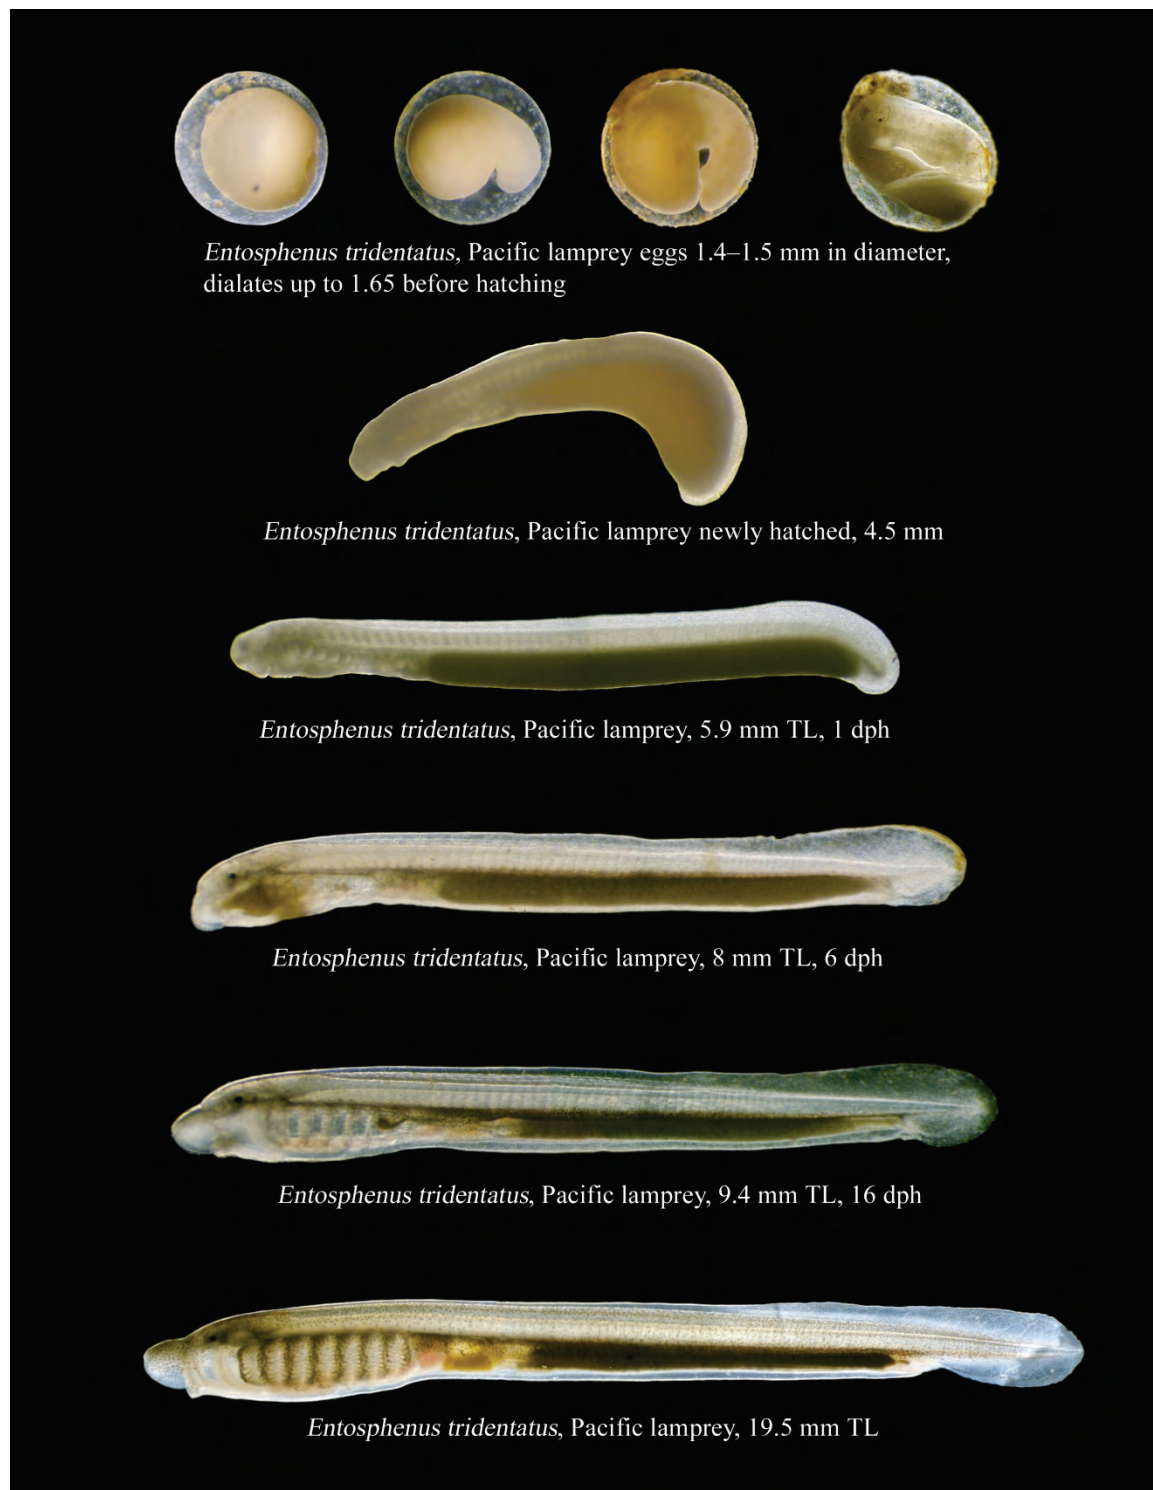 Entosphenus tridentatus, Pacific lamprey eggs 1.4–1.5 mm in diameter,
dialates up to 1.65 before hatching
Entosphenus tridentatus, Pacific lamprey newly hatched, 4.5 mm
Entosphenus tridentatus, Pacific lamprey, 5.9 mm TL, 1 dph
Entosphenus tridentatus, Pacific lamprey, 8 mm TL, 6 dph
Entosphenus tridentatus, Pacific lamprey, 9.4 mm TL, 16 dph
Entosphenus tridentatus, Pacific lamprey, 19.5 mm TL